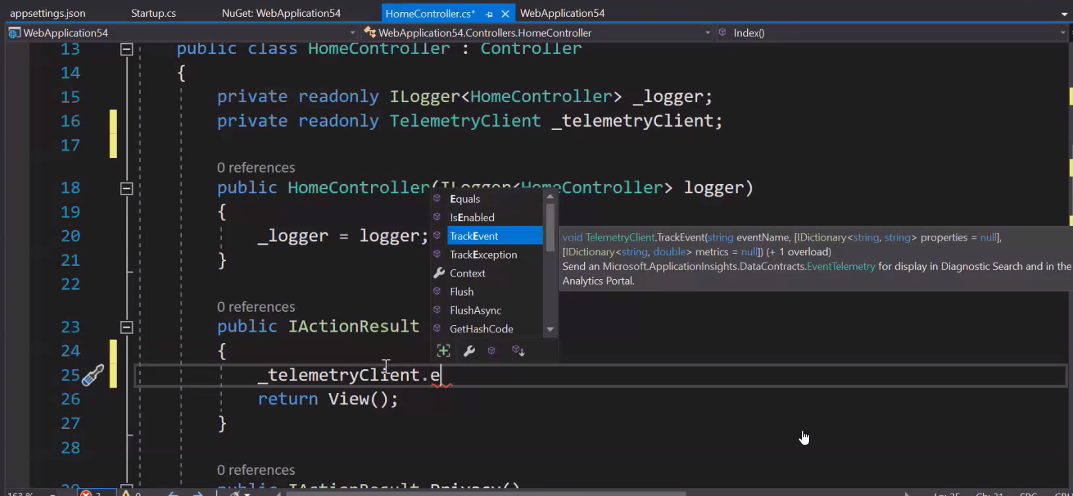 appsettings.json Startup.cs NuGet: WebApplication54 HomeController.cs* WebApplication54
WebApplication54 WebApplication54.Controllers.HomeController Index()
13 public class HomeController : Controller
14 {
15 private readonly ILogger<HomeController> _logger;
16 private readonly TelemetryClient _telemetryClient;
17
0 references
18 public HomeController(ILogger<HomeController> logger)
19 {
20 _logger = logger;
21 }
22
0 references
23 public IActionResult
24 {
25 _telemetryClient.e
26 return View();
27 }
28
0 references
Equals
IsEnabled
TrackEvent
TrackException
Context
Flush
FlushAsync
GetHashCode
void TelemetryClient.TrackEvent(string eventName, [IDictionary<string, string> properties = null],
[IDictionary<string, double> metrics = null]) (+ 1 overload)
Send an Microsoft.ApplicationInsights.DataContracts.EventTelemetry for display in Diagnostic Search and in the
Analytics Portal.